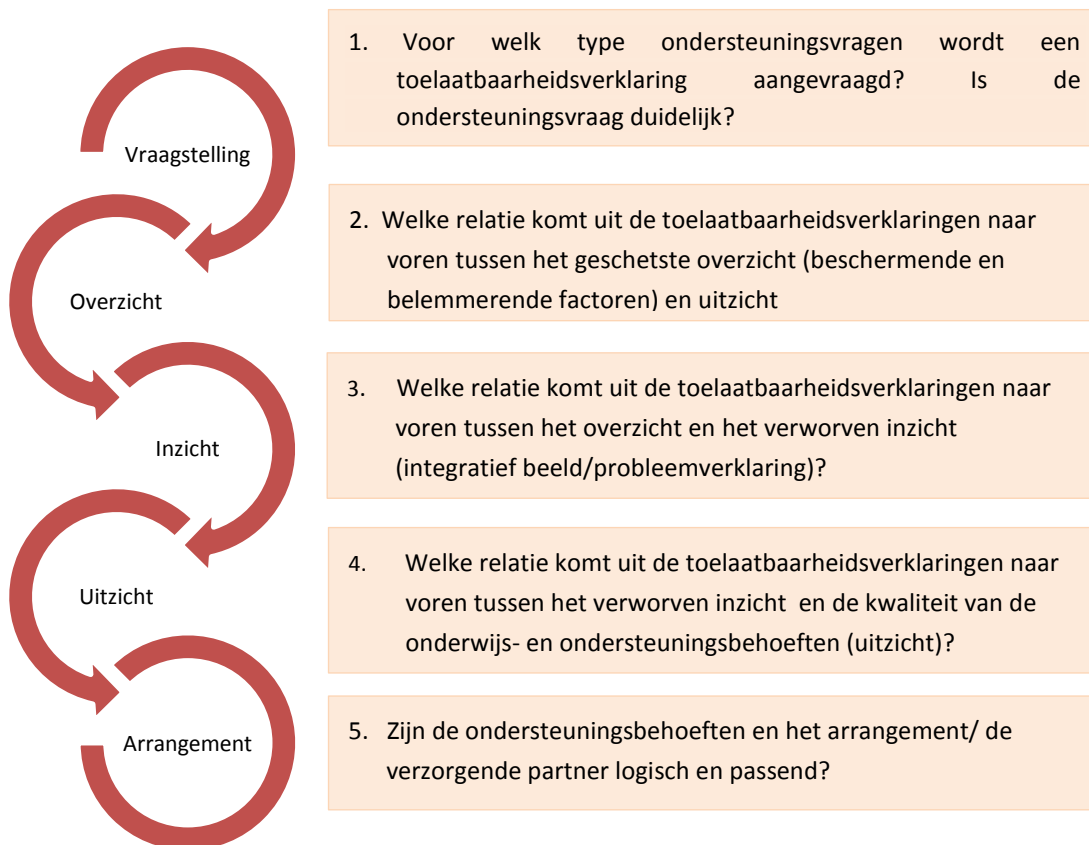 1. Voor welk type ondersteuningsvragen wordt een
toelaatbaarheidsverklaring aangevraagd? Is de
ondersteuningsvraag duidelijk?
Vraagstelling
2. Welke relatie komt uit de toelaatbaarheidsverklaringen naar
voren tussen het geschetste overzicht (beschermende en
belemmerende factoren) en uitzicht
Overzicht
3. Welke relatie komt uit de toelaatbaarheidsverklaringen naar
voren tussen het overzicht en het verworven inzicht
(integratief beeld/probleemverklaring)?
Inzicht
4. Welke relatie komt uit de toelaatbaarheidsverklaringen naar
voren tussen het verworven inzicht en de kwaliteit van de
onderwijs- en ondersteuningsbehoeften (uitzicht)?
Uitzicht
5. Zijn de ondersteuningsbehoeften en het arrangement/ de
verzorgende partner logisch en passend?
Arrangement